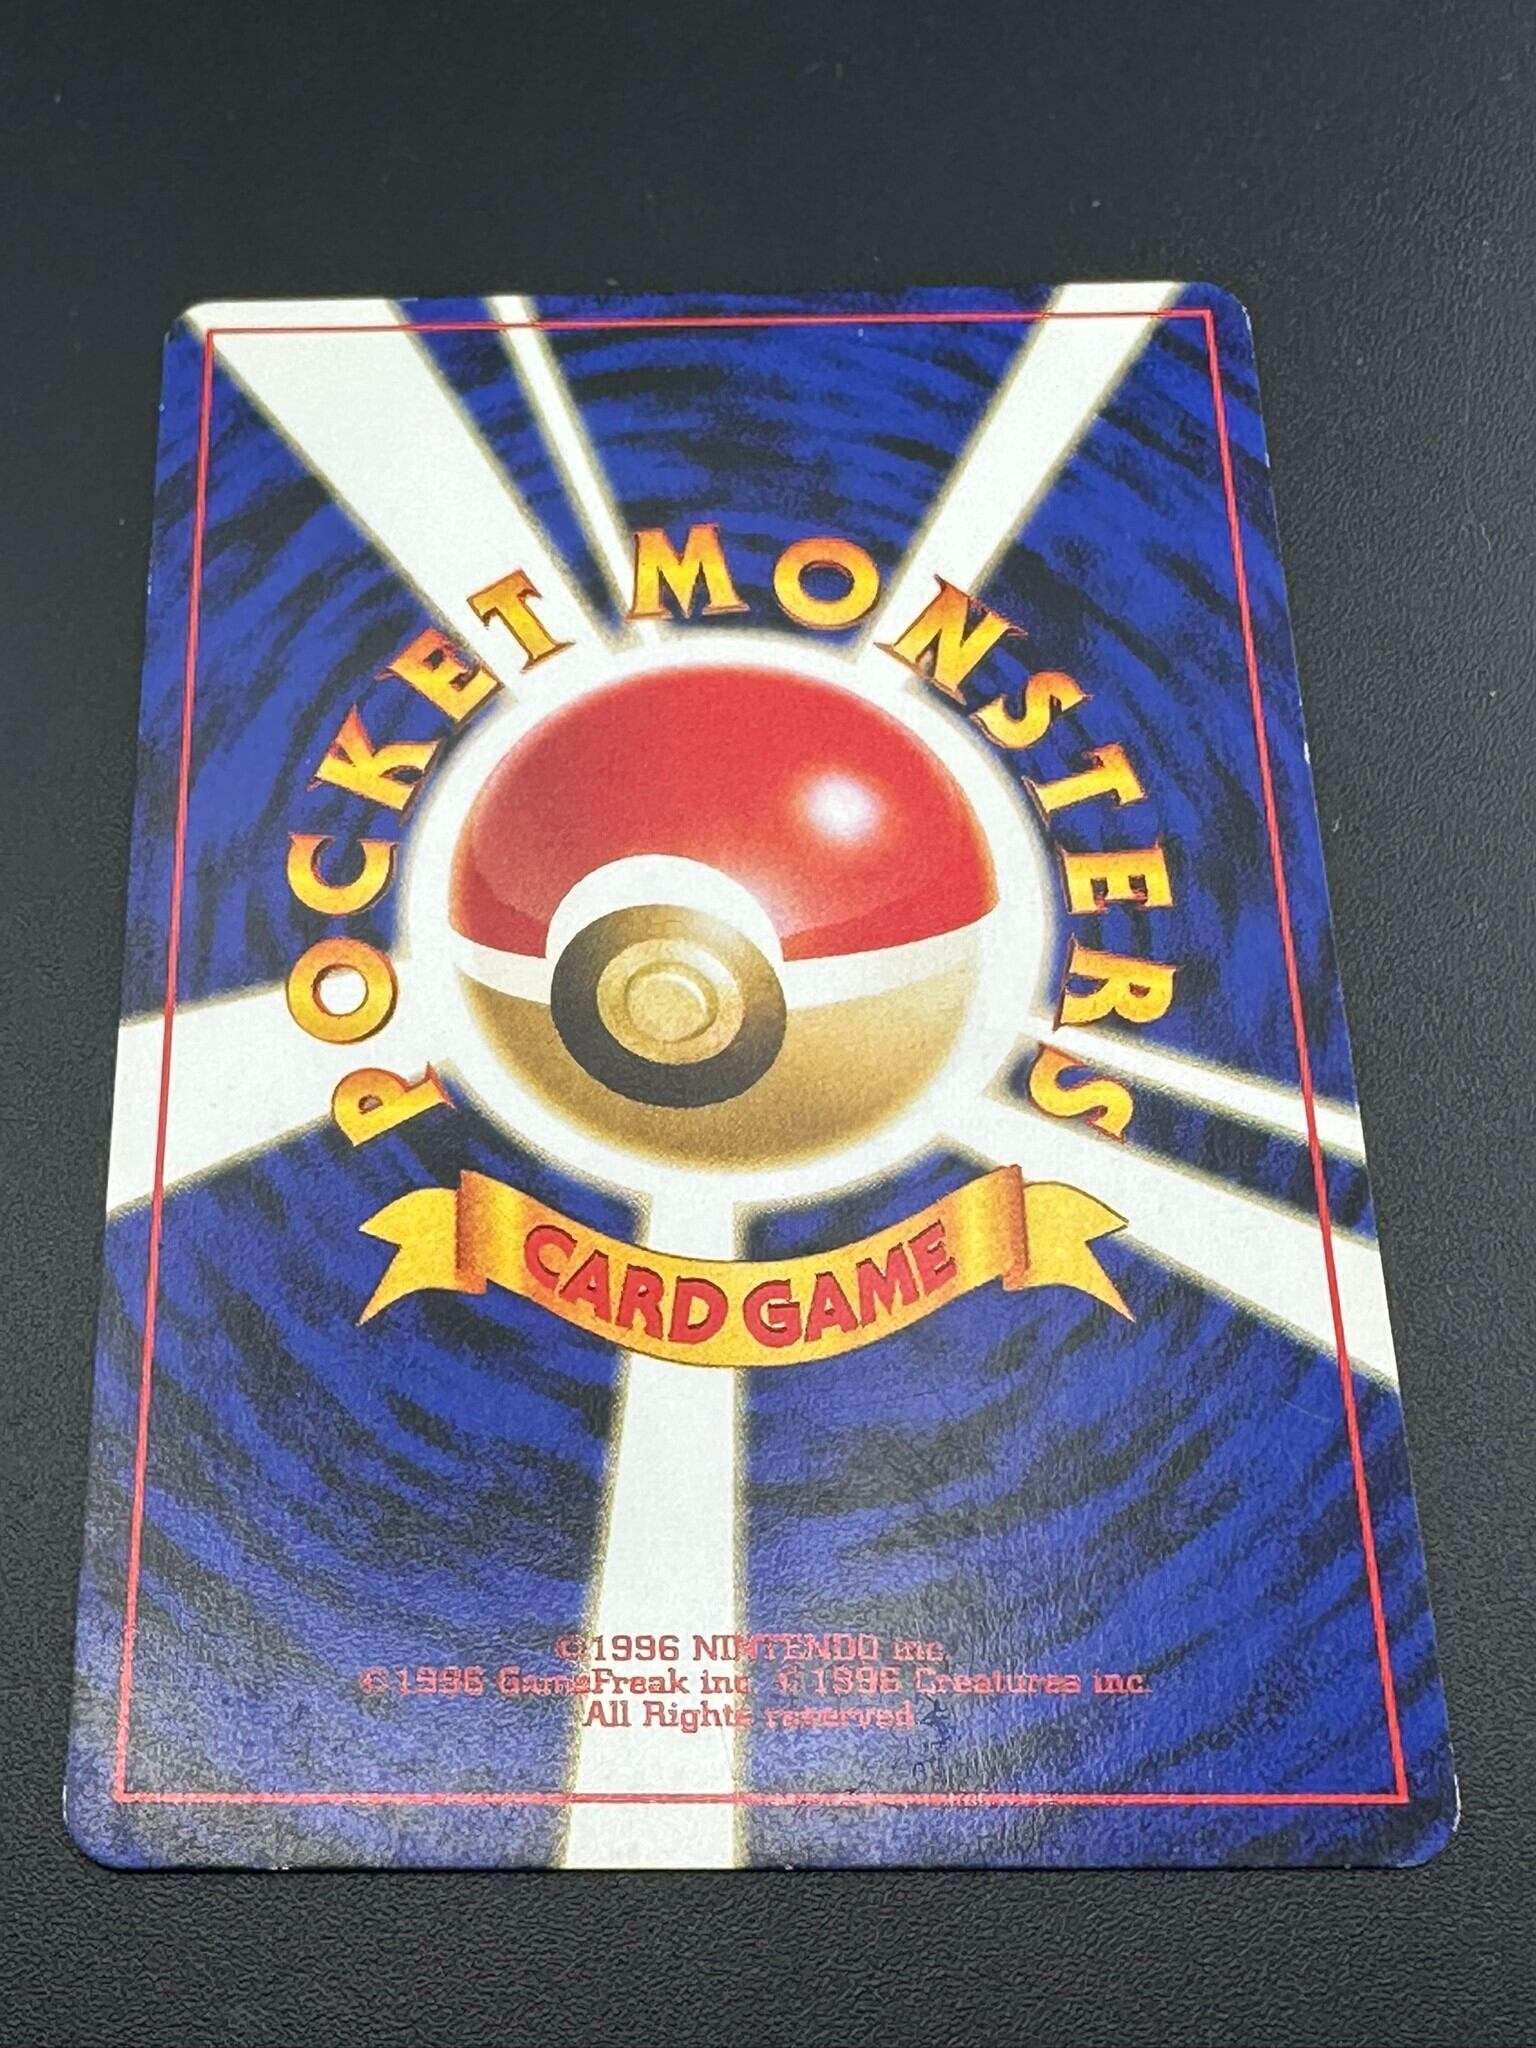 POCKET MONSTERS
CARD GAME
©1996 NINTENDO inc.
©1996 GameFreak inc. ©1996 Creatures inc.
All Rights reserved.